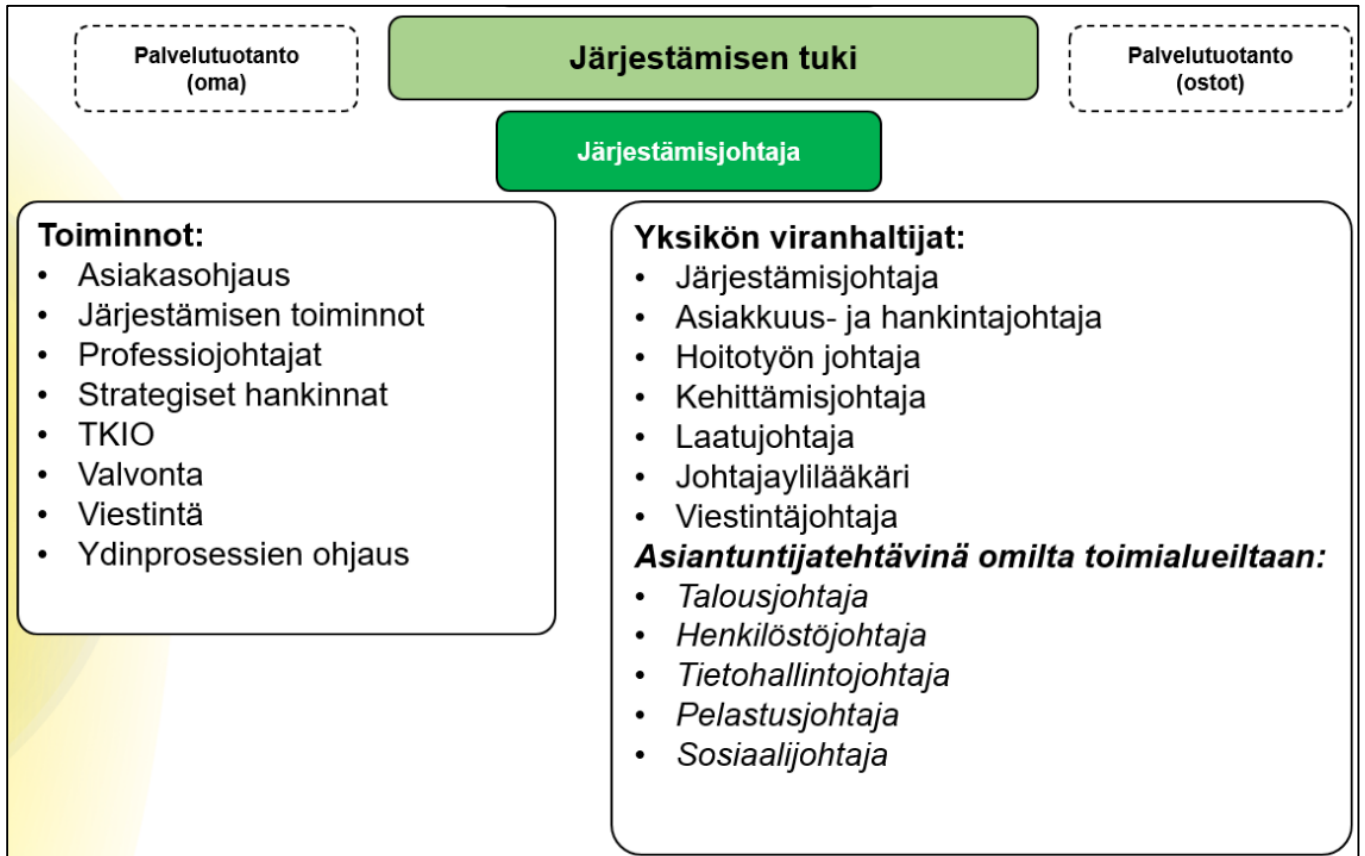 Palvelutuotanto
(oma)
Järjestämisen tuki
Palvelutuotanto
(ostot)
Järjestämisjohtaja
Toiminnot:
• Asiakasohjaus
• Järjestämisen toiminnot
• Professiojohtajat
• Strategiset hankinnat
• TKIO
• Valvonta
• Viestintä
• Ydinprosessien ohjaus
Yksikön viranhaltijat:
• Järjestämisjohtaja
• Asiakkuus- ja hankintajohtaja
• Hoitotyön johtaja
• Kehittämisjohtaja
• Laatujohtaja
• Johtajaylilääkäri
• Viestintäjohtaja
Asiantuntijatehtävinä omilta toimialueiltaan:
• Talousjohtaja
• Henkilöstöjohtaja
• Tietohallintojohtaja
• Pelastusjohtaja
• Sosiaalijohtaja